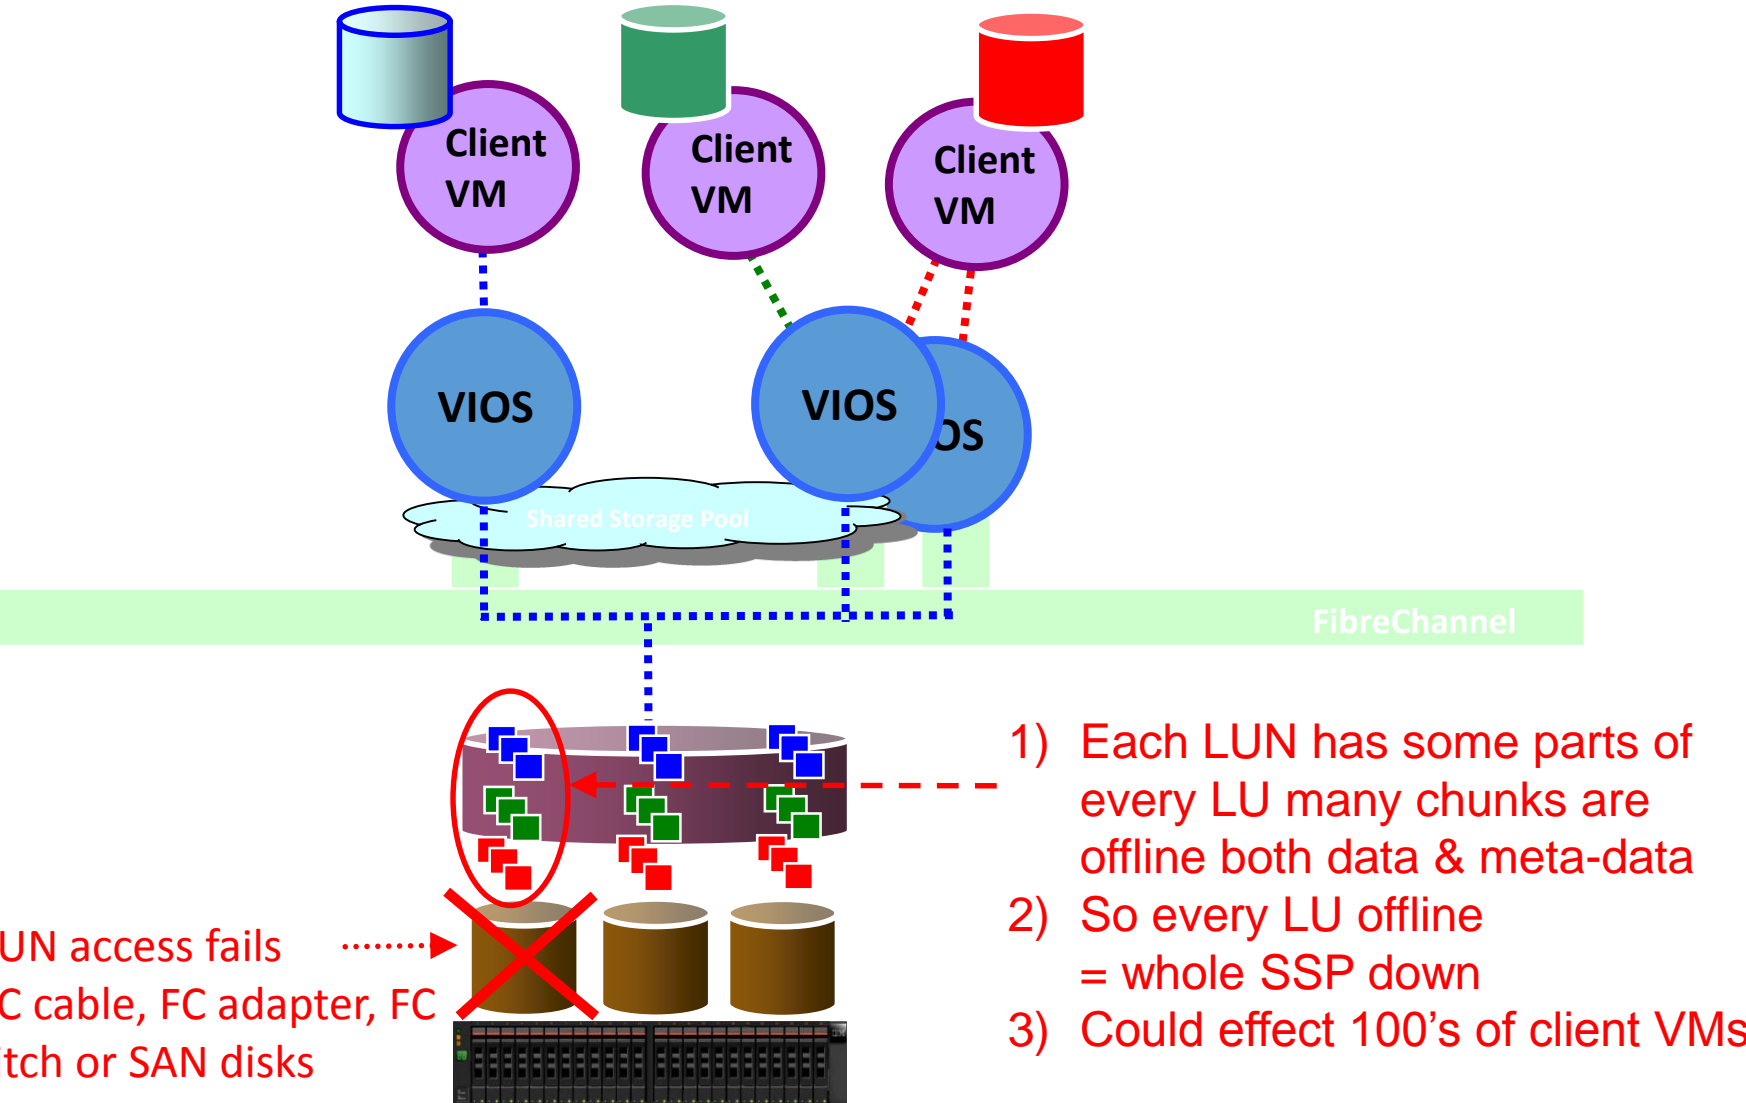 Client
VM
Client
VM
Client
VM
VIOS
VIOS
OS
Shared Storage Pool
FibreChannel
1) Each LUN has some parts of
every LU many chunks are
offline both data & meta-data
2) So every LU offline
= whole SSP down
3) Could effect 100's of client VMs
UN access fails
C cable, FC adapter, FC
itch or SAN disks